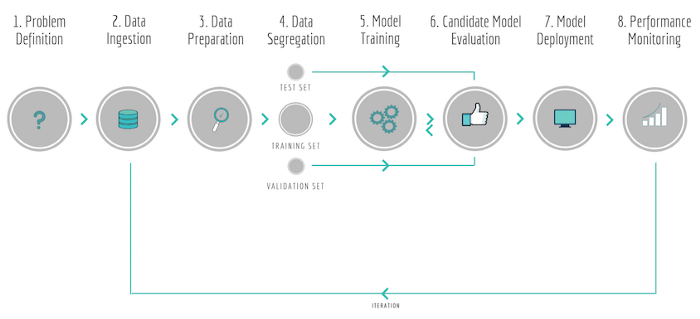 1. Problem
Definition
2. Data
Ingestion
3. Data
Preparation
4. Data
Segregation
5. Model
Training
6. Candidate Model
Evaluation
7. Model
Deployment
8. Performance
Monitoring
TEST SET
?
TRAINING SET
VALIDATION SET
ITERATION